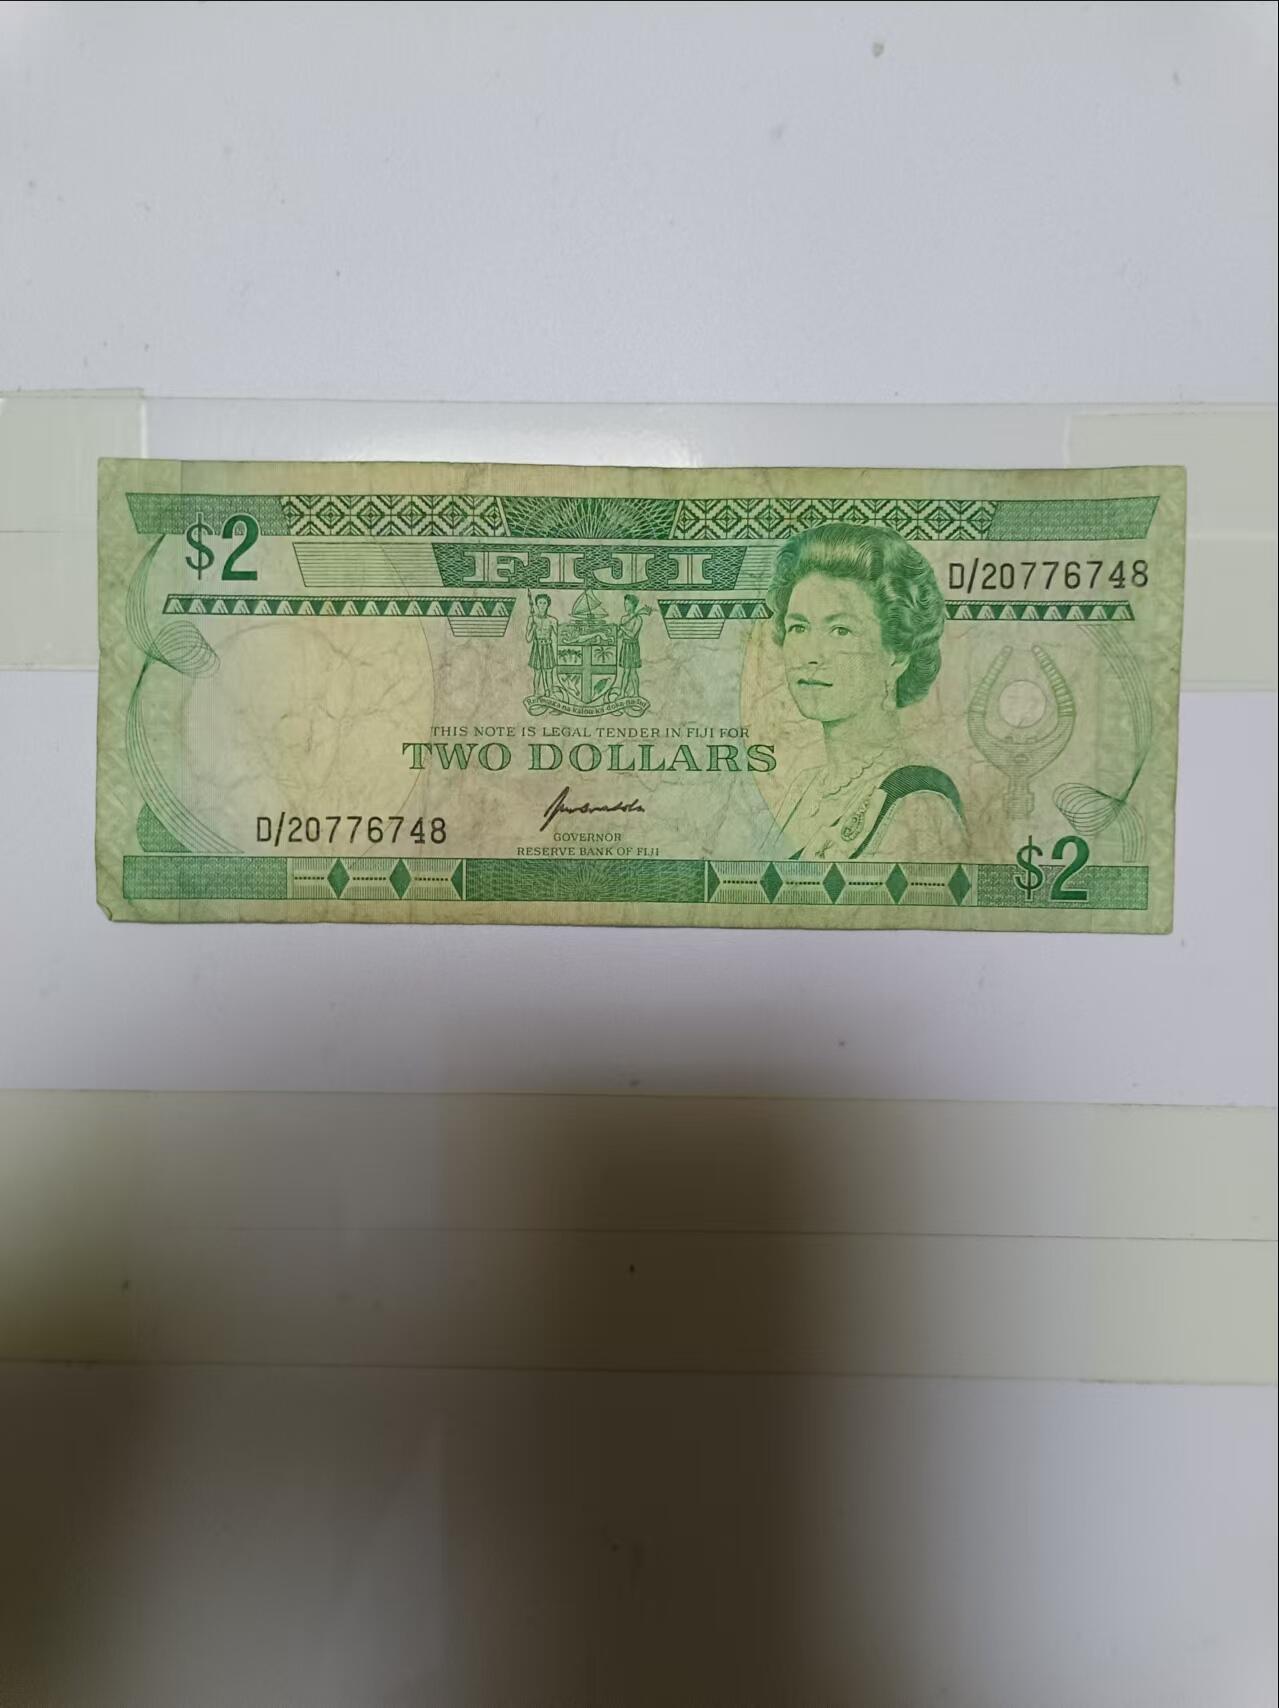 $2
FIJI
D/20776748
THIS NOTE IS LEGAL TENDER IN FIJI FOR
TWO DOLLARS
D/20776748
GOVERNOR
RESERVE BANK OF FIJI
$2